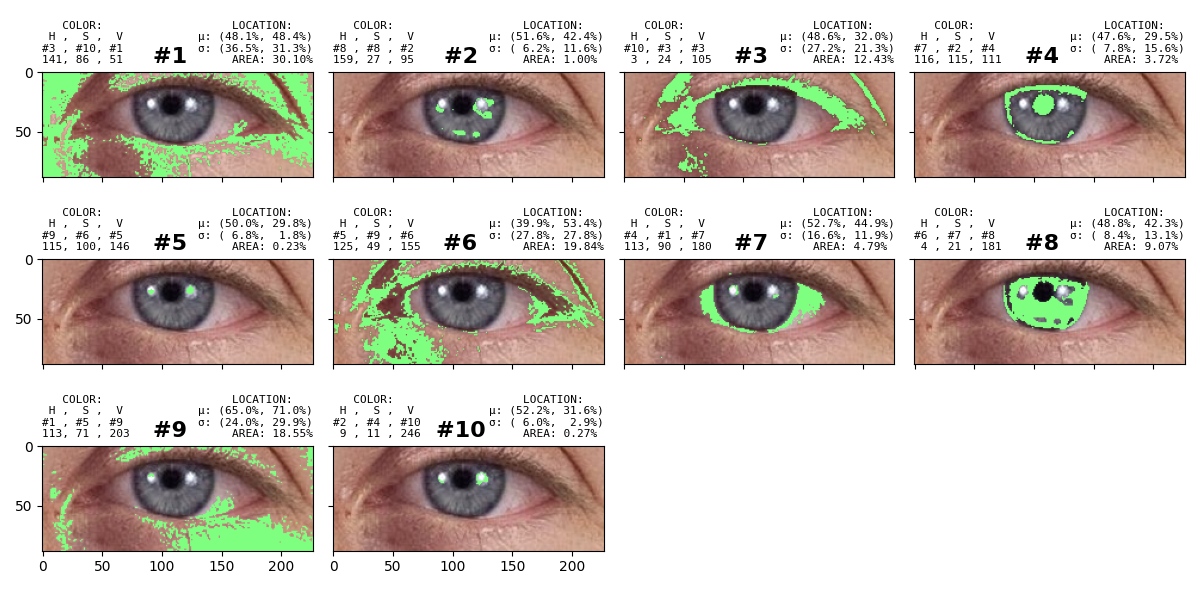 COLOR: LOCATION:
H , S , V μ: (48.1%, 48.4%)
#3 , #10, #1 #1 σ: (36.5%, 31.3%)
141, 86 , 51 AREA: 30.10%
COLOR: LOCATION:
H , S , V μ: (51.6%, 42.4%)
#8 , #8 , #2 #2 σ: ( 6.2%, 11.6%)
159, 27 , 95 AREA: 1.00%
COLOR: LOCATION:
H , S , V μ: (48.6%, 32.0%)
#10, #3 , #3 #3 σ: (27.2%, 21.3%)
3 , 24 , 105 AREA: 12.43%
COLOR: LOCATION:
H , S , V μ: (47.6%, 29.5%)
#7 , #2 , #4 #4 σ: ( 7.8%, 15.6%)
116, 115, 111 AREA: 3.72%
0
50
COLOR: LOCATION:
H , S , V μ: (50.0%, 29.8%)
#9 , #6 , #5 #5 σ: ( 6.8%, 1.8%)
115, 100, 146 AREA: 0.23%
COLOR: LOCATION:
H , S , V μ: (39.9%, 53.4%)
#5 , #9 , #6 #6 σ: (27.8%, 27.8%)
125, 49 , 155 AREA: 19.84%
COLOR: LOCATION:
H , S , V μ: (52.7%, 44.9%)
#4 , #1 , #7 #7 σ: (16.6%, 11.9%)
113, 90 , 180 AREA: 4.79%
COLOR: LOCATION:
H , S , V μ: (48.8%, 42.3%)
#6 , #7 , #8 #8 σ: ( 8.4%, 13.1%)
4 , 21 , 181 AREA: 9.07%
0
50
COLOR: LOCATION:
H , S , V μ: (65.0%, 71.0%)
#1 , #5 , #9 #9 σ: (24.0%, 29.9%)
113, 71 , 203 AREA: 18.55%
COLOR: LOCATION:
H , S , V μ: (52.2%, 31.6%)
#2 , #4 , #10 #10 σ: ( 6.0%, 2.9%)
9 , 11 , 246 AREA: 0.27%
0
50
0 50 100 150 200
0 50 100 150 200